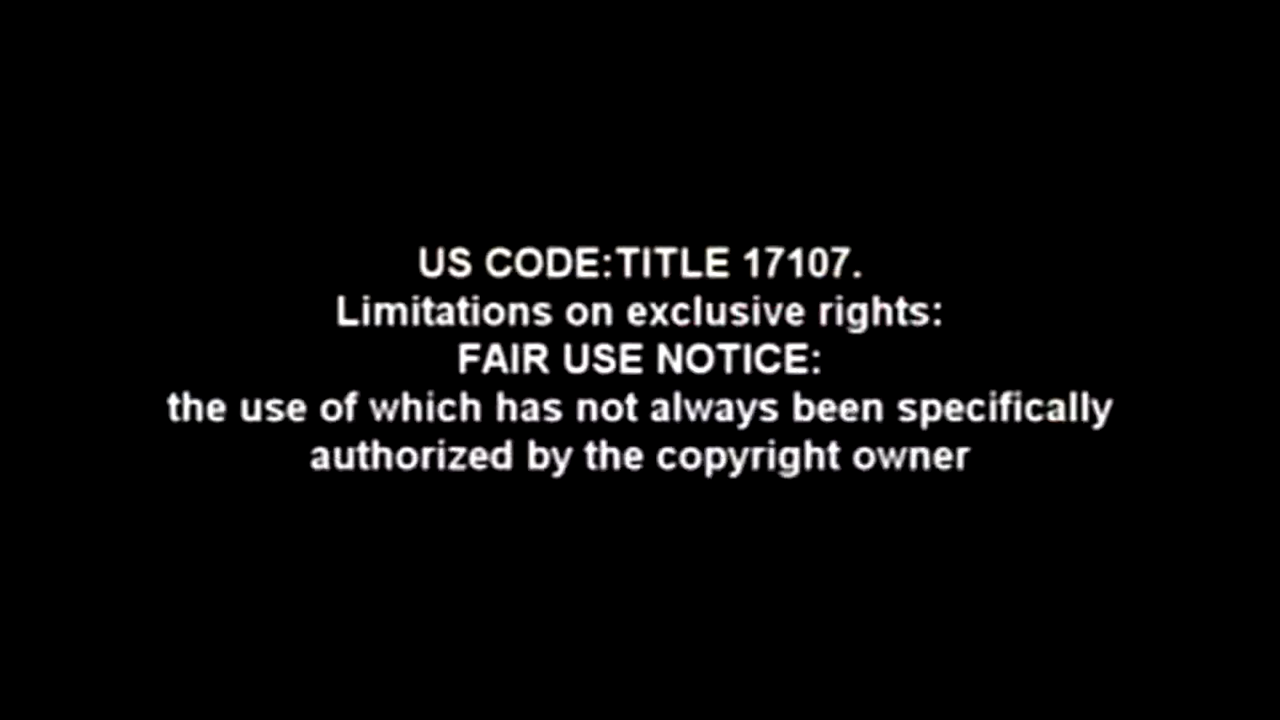 US CODE:TITLE 17107.
Limitations on exclusive rights:
FAIR USE NOTICE:
the use of which has not always been specifically
authorized by the copyright owner